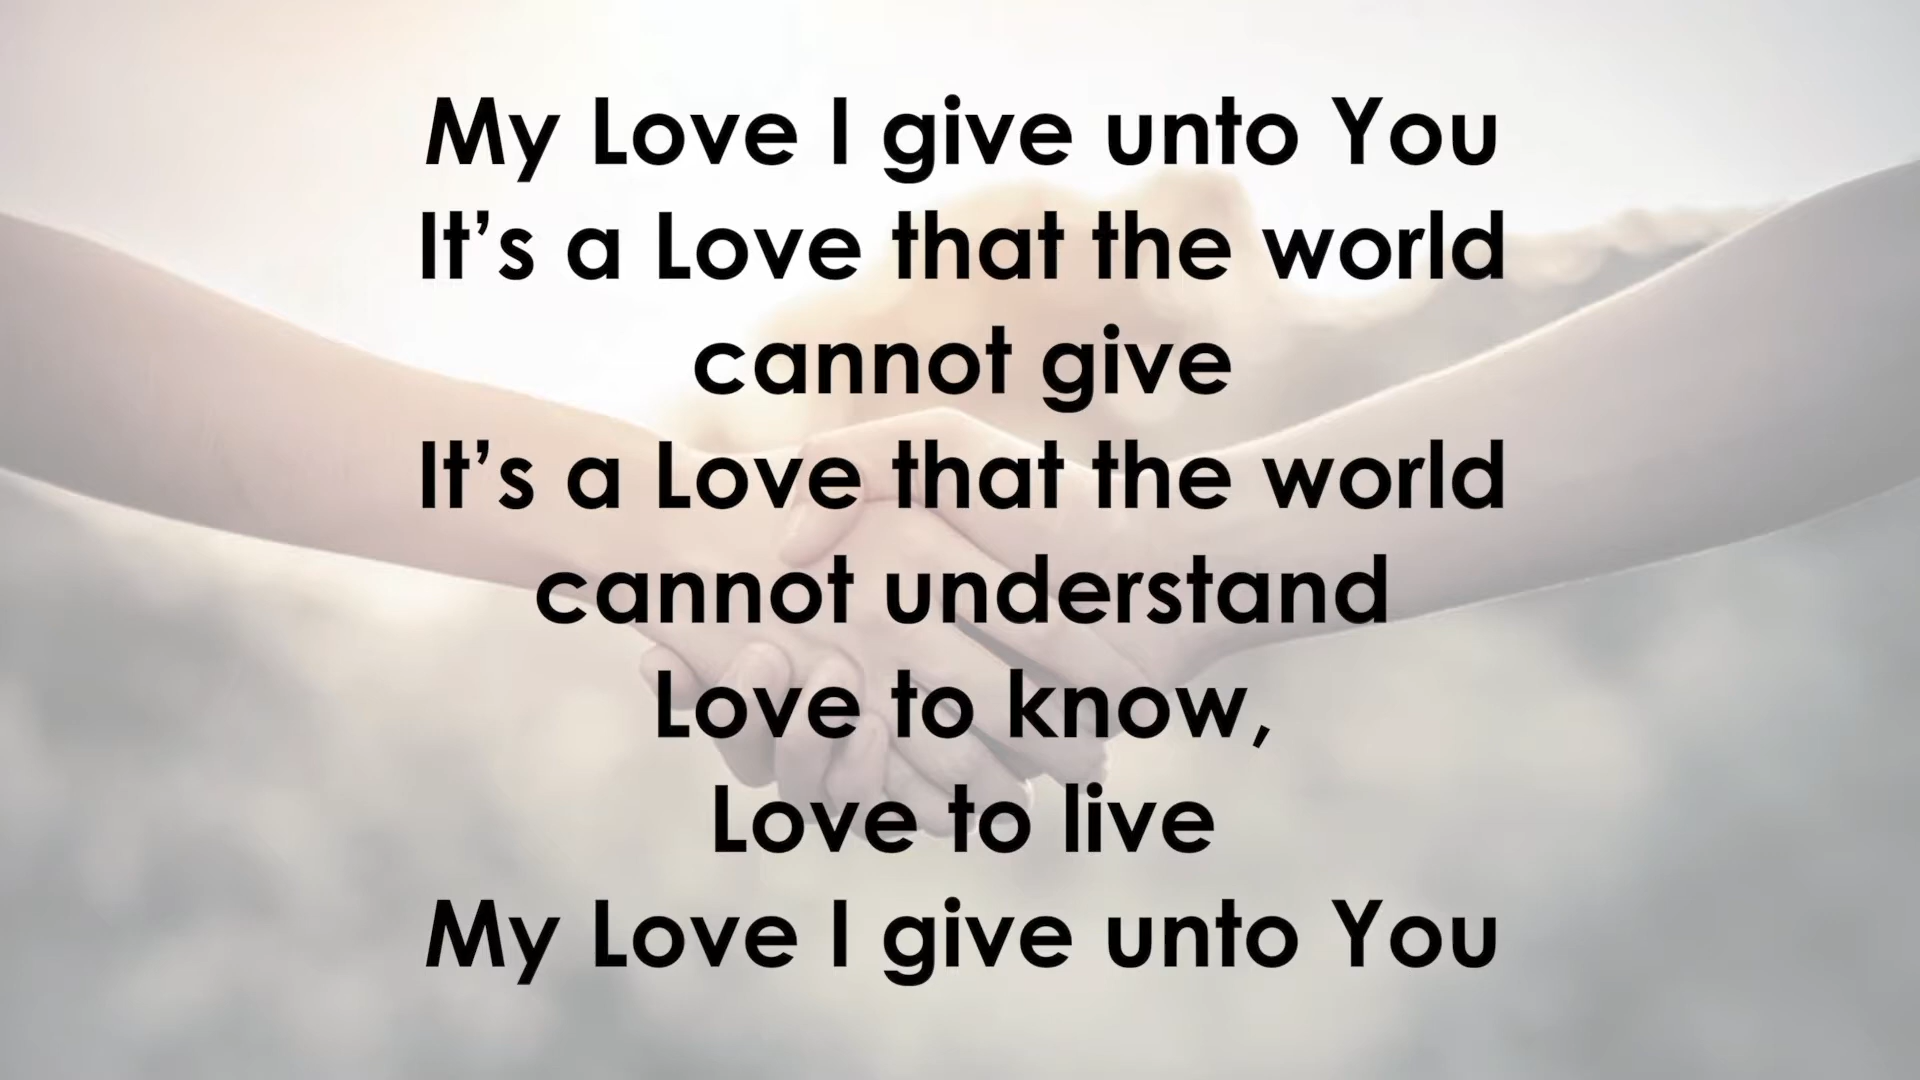 My Love I give unto You
It’s a Love that the world
cannot give
It’s a Love that the world
cannot understand
Love to know,
Love to live
My Love I give unto You